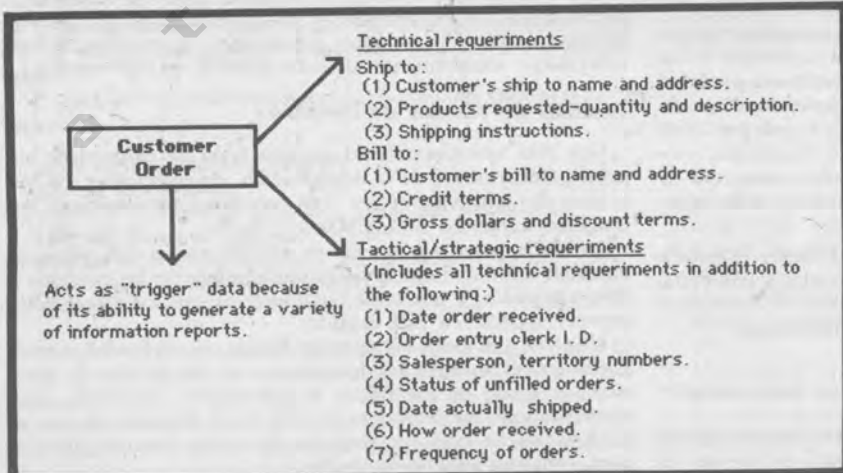 Technical requeriments
Ship to:
(1) Customer's ship to name and address.
(2) Products requested-quantity and description.
(3) Shipping instructions.
Bill to:
(1) Customer's bill to name and address.
(2) Credit terms.
(3) Gross dollars and discount terms.
Tactical/strategic requeriments
(Includes all technical requeriments in addition to
the following:)
(1) Date order received.
(2) Order entry clerk I. D.
(3) Salesperson, territory numbers.
(4) Status of unfilled orders.
(5) Date actually shipped.
(6) How order received.
(7) Frequency of orders.
Customer
Order
Acts as "trigger" data because
of its ability to generate a variety
of information reports.